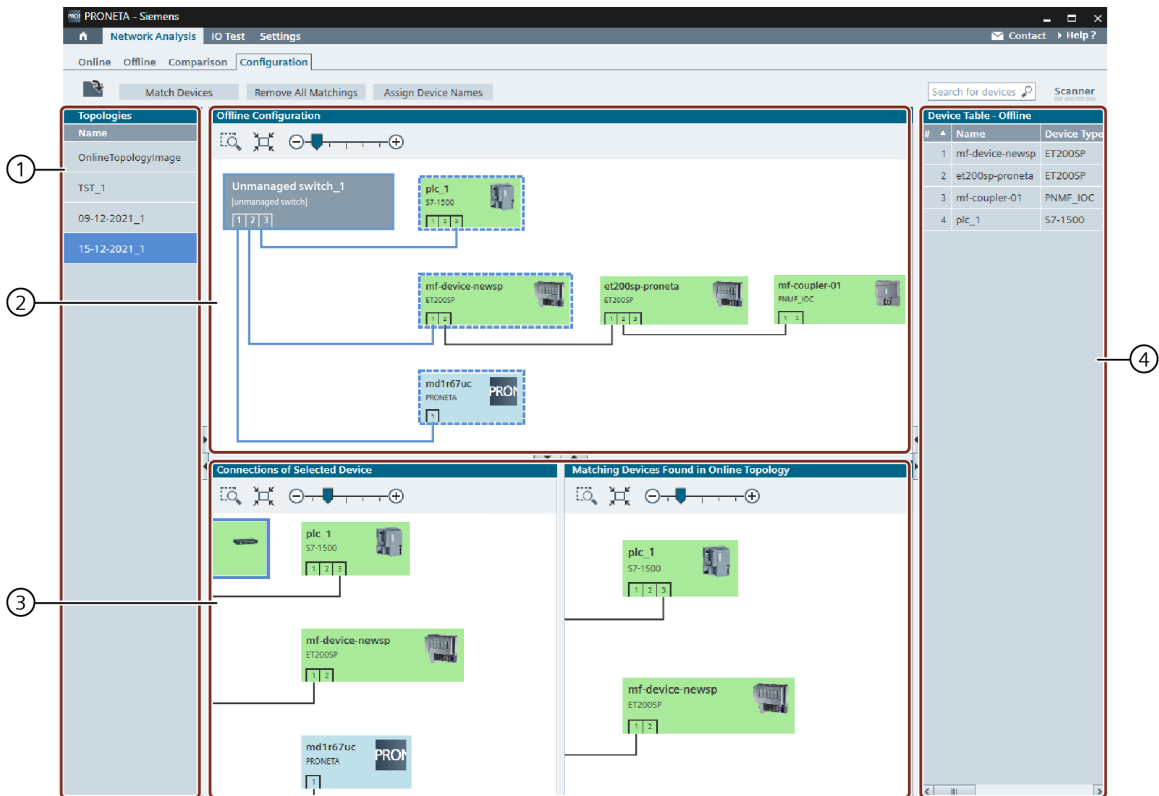 PRONETA - Siemens
Network Analysis IO Test Settings Contact Help ?
Online Offline Comparison Configuration
Match Devices Remove All Matchings Assign Device Names Search for devices Scanner
Topologies
Name
OnlineTopologyImage
TST_1
09-12-2021_1
15-12-2021_1
1
Offline Configuration
Unmanaged switch_1
[unmanaged switch]
1 2 3
plc_1
S7-1500
1 2 3
mf-device-newsp
ET200SP
1 2
et200sp-proneta
ET200SP
1 2 3
mf-coupler-01
PNMF_IOC
1 2
md1r67uc
PRONETA
PRON
1
2
Connections of Selected Device
plc_1
S7-1500
1 2 3
mf-device-newsp
ET200SP
1 2
md1r67uc
PRONETA
PRON
1
3
Matching Devices Found in Online Topology
plc_1
S7-1500
1 2 3
mf-device-newsp
ET200SP
1 2
Device Table - Offline
# Name Device Type
1 mf-device-newsp ET200SP
2 et200sp-proneta ET200SP
3 mf-coupler-01 PNMF_IOC
4 plc_1 S7-1500
4